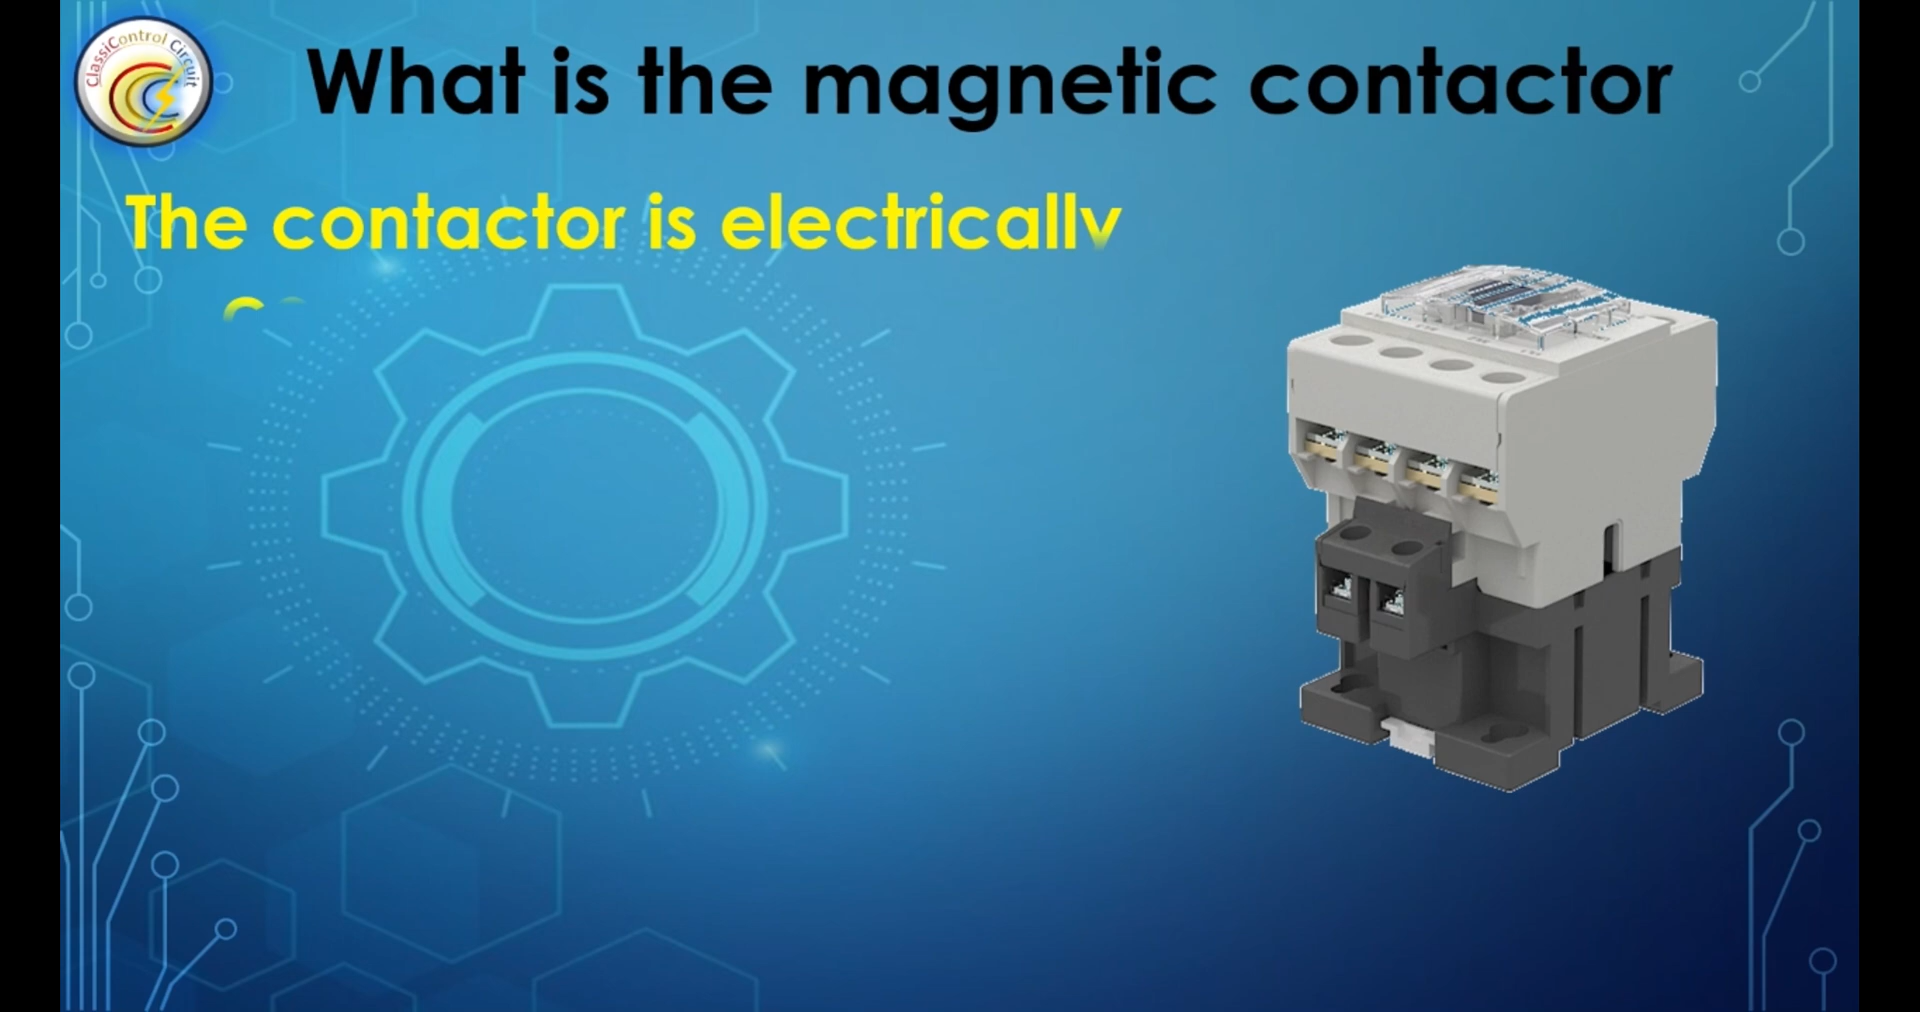 ClassiControl Circuit
What is the magnetic contactor
The contactor is electrically